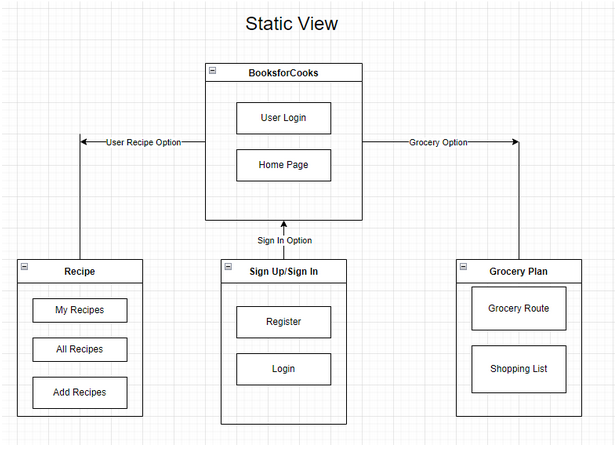 Static View
BooksforCooks
User Login
Home Page
User Recipe Option
Grocery Option
Sign In Option
Recipe
My Recipes
All Recipes
Add Recipes
Sign Up/Sign In
Register
Login
Grocery Plan
Grocery Route
Shopping List